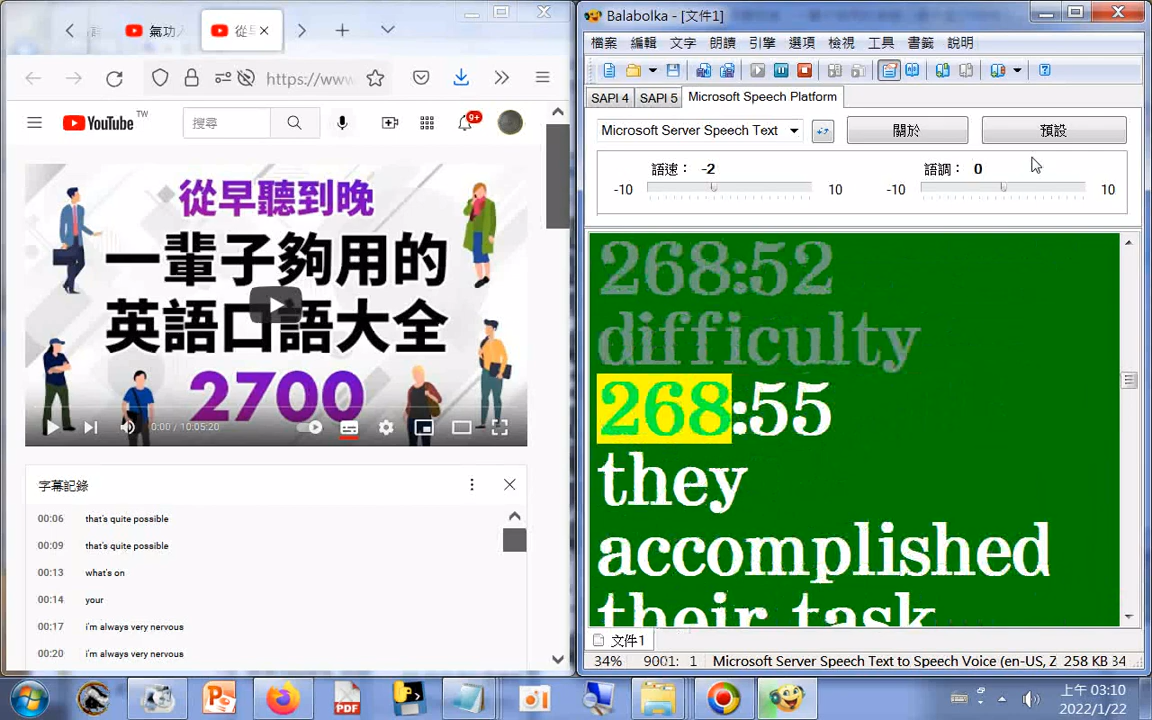 氣功
從
https://www
YouTube TW
搜尋
9+
從早聽到晚
一輩子夠用的
英語口語大全
2700
0:00 / 10:05:20
字幕記錄
00:06 that's quite possible
00:09 that's quite possible
00:13 what's on
00:14 your
00:17 i'm always very nervous
00:20 i'm always very nervous
Balabolka - [文件1]
檔案 編輯 文字 朗讀 引擎 選項 檢視 工具 書籤 說明
SAPI 4 SAPI 5 Microsoft Speech Platform
Microsoft Server Speech Text 關於 預設
語速： -2 語調： 0
-10 10 -10 10
268:52
difficulty
268:55
they
accomplished
their task
文件1
34% 9001: 1 Microsoft Server Speech Text to Speech Voice (en-US, Z 258 KB 34
PDF
上午 03:10
2022/1/22